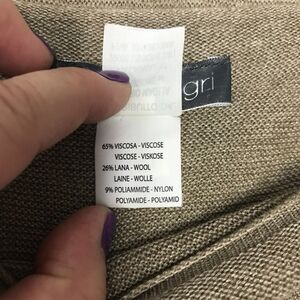 gri
65% VISCOSA - VISCOSE
VISCOSE - VISKOSE
26% LANA - WOOL
LAINE - WOLLE
9% POLIAMMIDE - NYLON
POLYAMIDE - POLYAMID